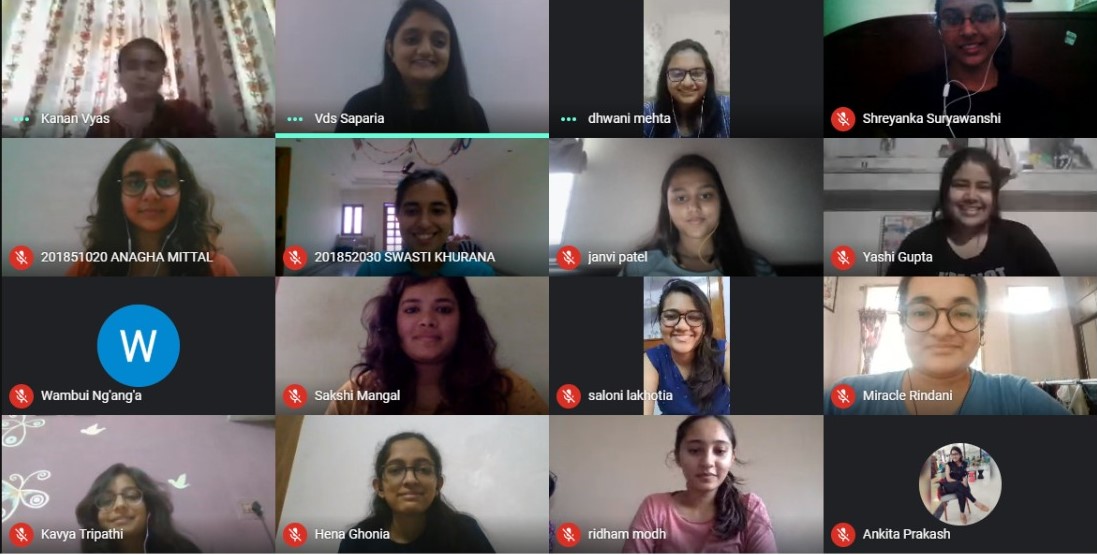 Kanan Vyas
Vds Saparia
dhwani mehta
Shreyanka Suryawanshi
201851020 ANAGHA MITTAL
201852030 SWASTI KHURANA
janvi patel
Yashi Gupta
W
Wambui Ng'ang'a
Sakshi Mangal
saloni lakhotia
Miracle Rindani
Kavya Tripathi
Hena Ghonia
ridham modh
Ankita Prakash